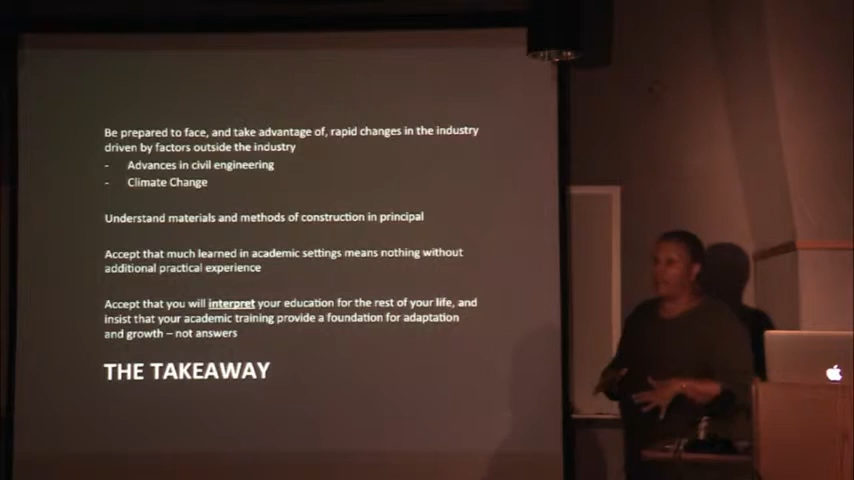 Be prepared to face, and take advantage of, rapid changes in the industry
driven by factors outside the industry
- Advances in civil engineering
- Climate Change
Understand materials and methods of construction in principal
Accept that much learned in academic settings means nothing without
additional practical experience
Accept that you will interpret your education for the rest of your life, and
insist that your academic training provide a foundation for adaptation
and growth – not answers
THE TAKEAWAY